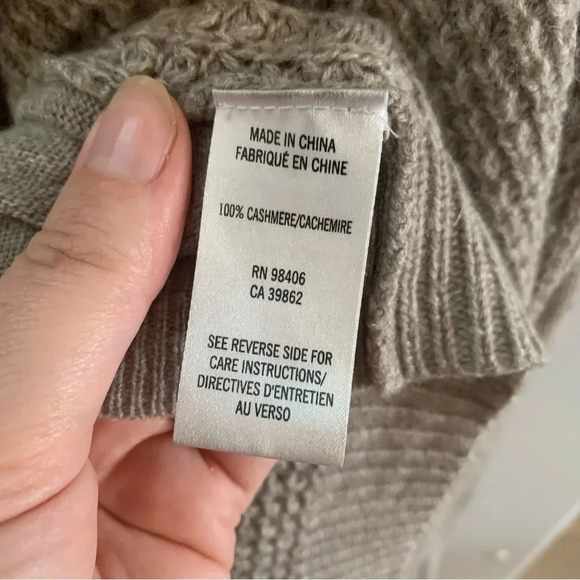 MADE IN CHINA
FABRIQUÉ EN CHINE
100% CASHMERE/CACHEMIRE
RN 98406
CA 39862
SEE REVERSE SIDE FOR
CARE INSTRUCTIONS/
DIRECTIVES D'ENTRETIEN
AU VERSO